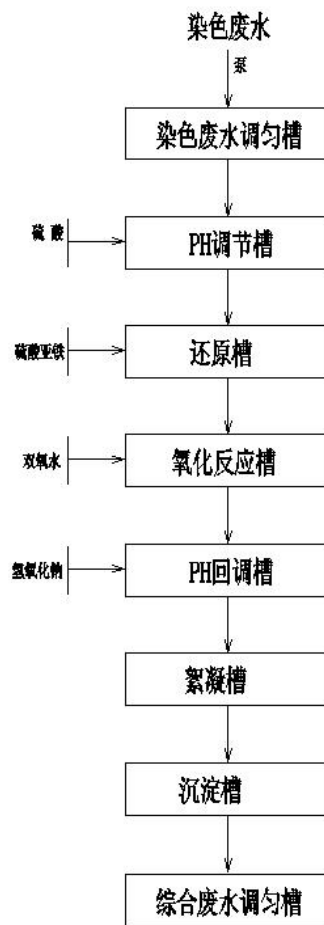 染色废水
泵
染色废水调匀槽
硫 酸
PH调节槽
硫酸亚铁
还原槽
双氧水
氧化反应槽
氢氧化钠
PH回调槽
絮凝槽
沉淀槽
综合废水调匀槽